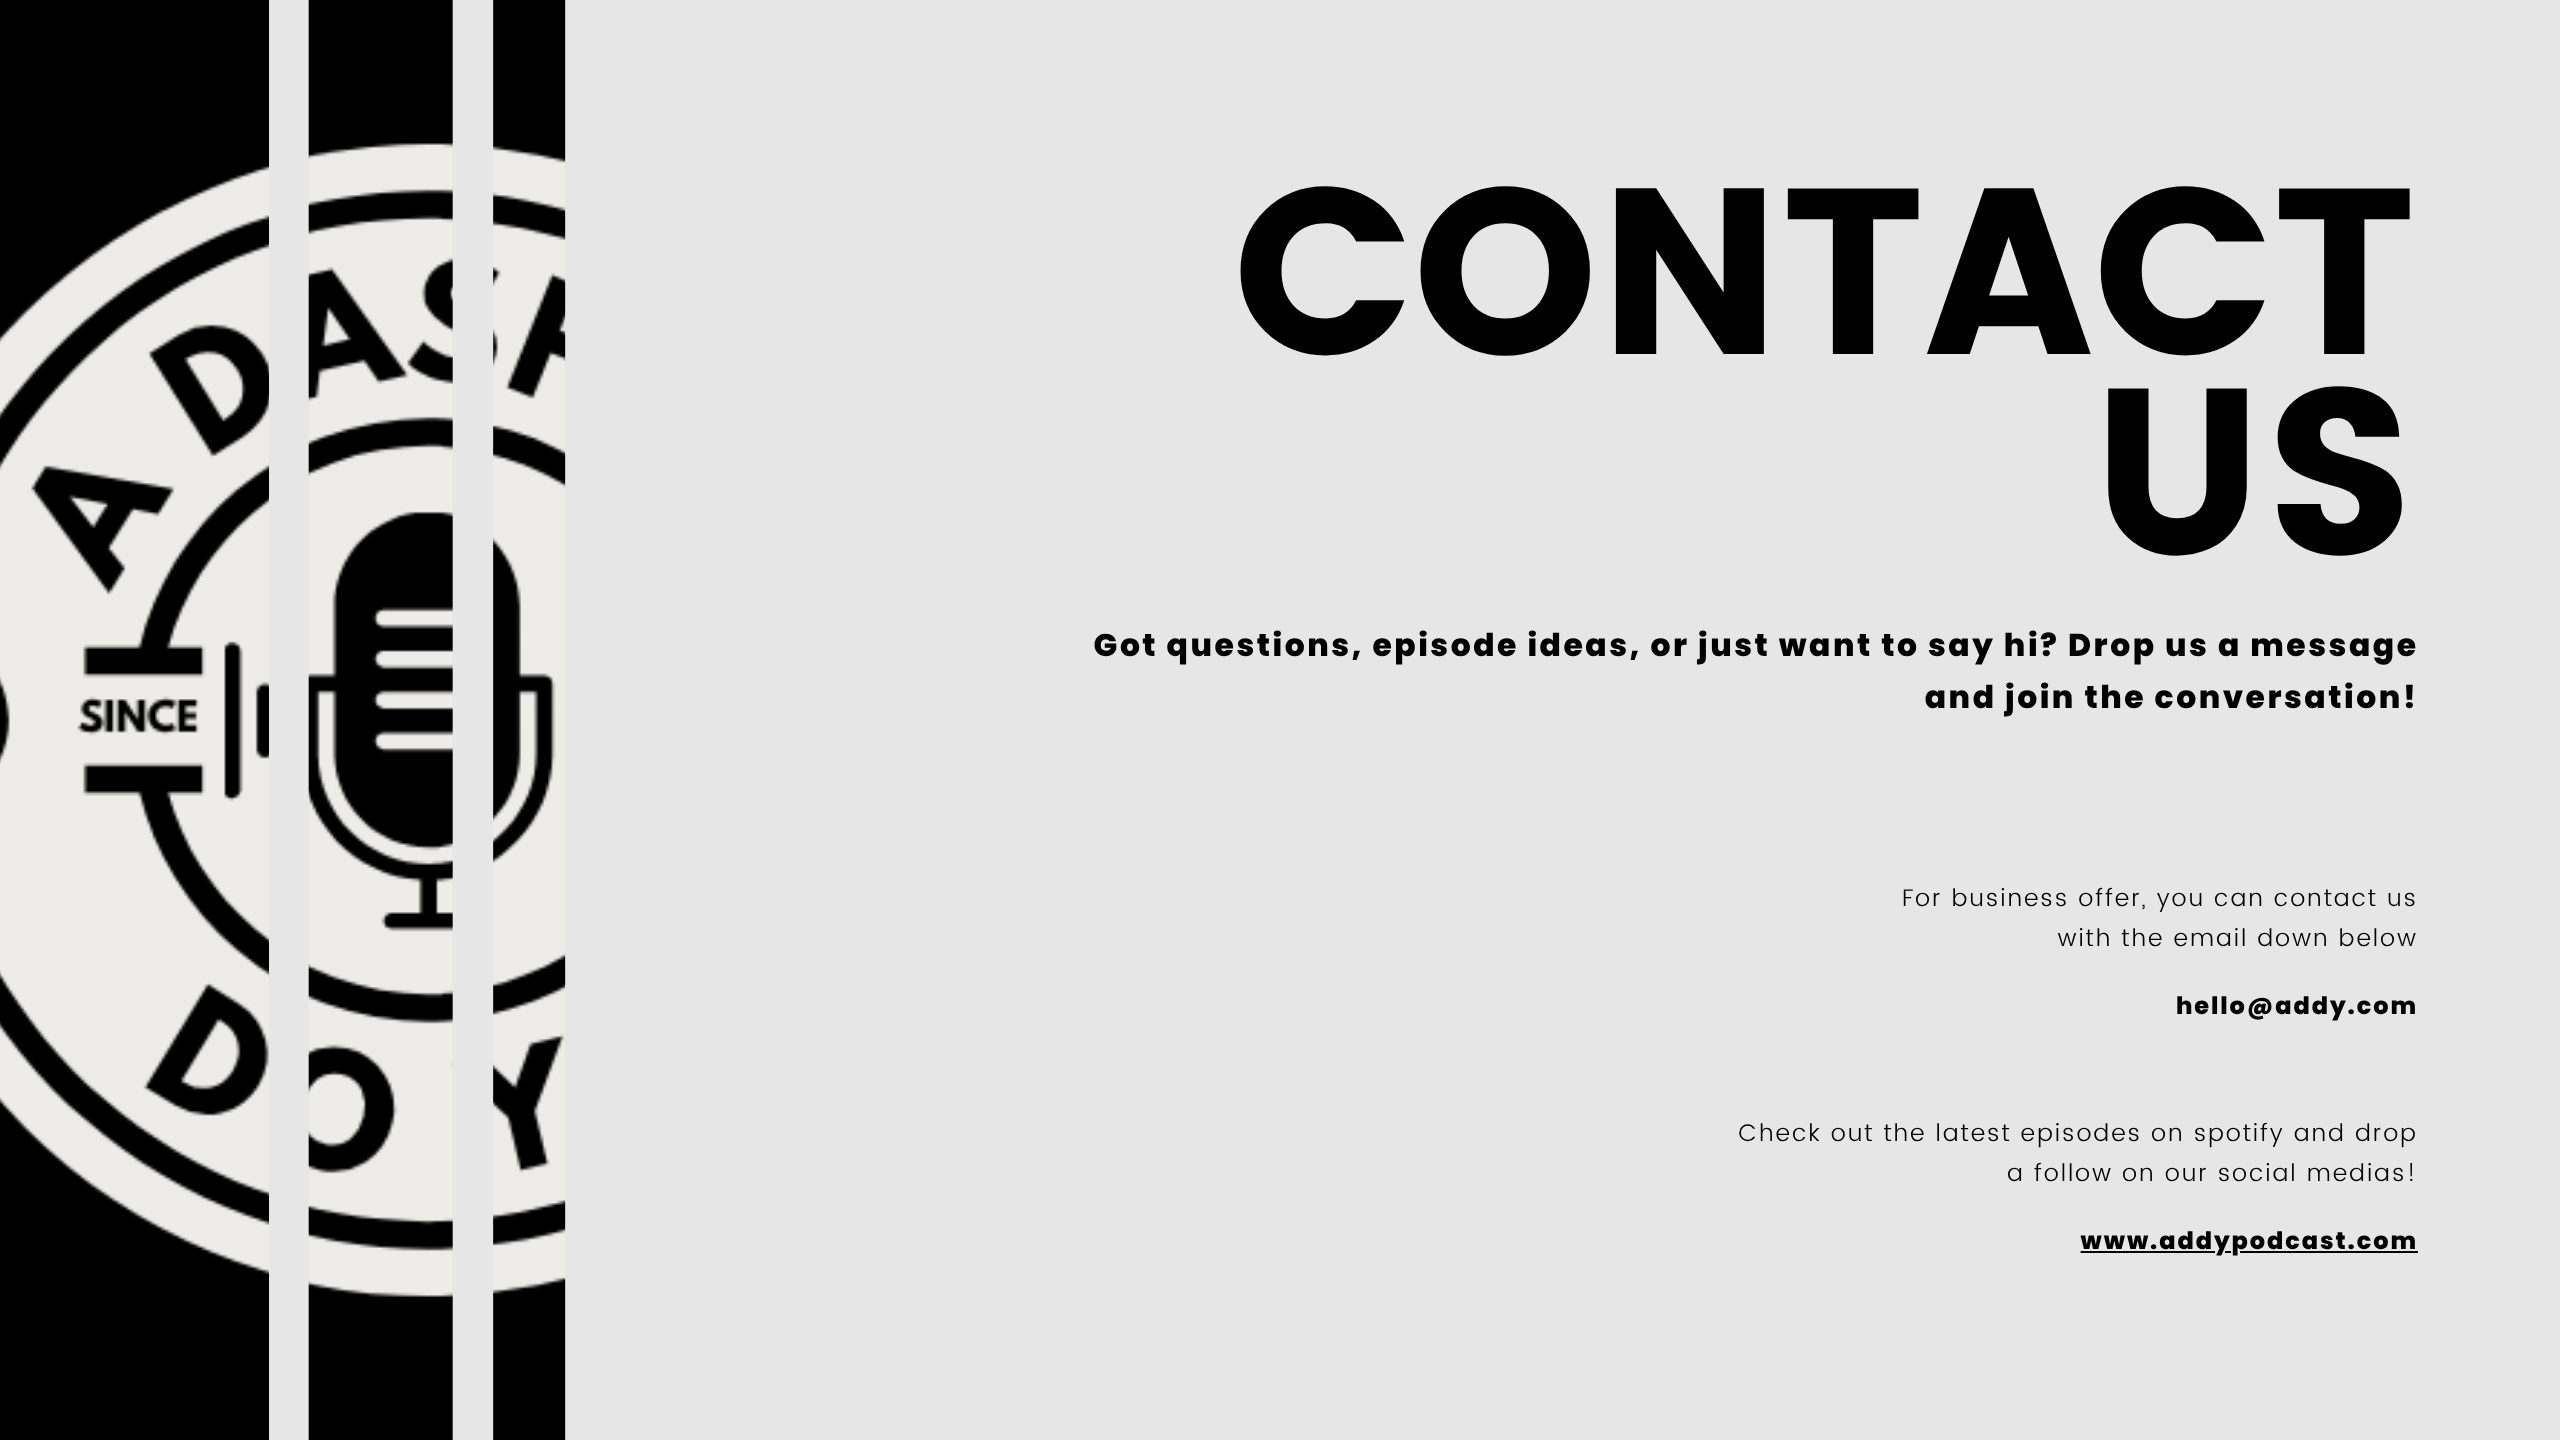 A DAS
SINCE
DO Y
CONTACT
US
Got questions, episode ideas, or just want to say hi? Drop us a message
and join the conversation!
For business offer, you can contact us
with the email down below
hello@addy.com
Check out the latest episodes on spotify and drop
a follow on our social medias!
www.addypodcast.com